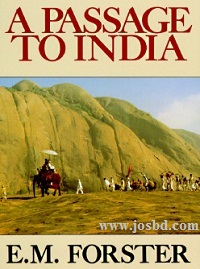 A PASSAGE
TO INDIA
www.josbd.com
E.M. FORSTER